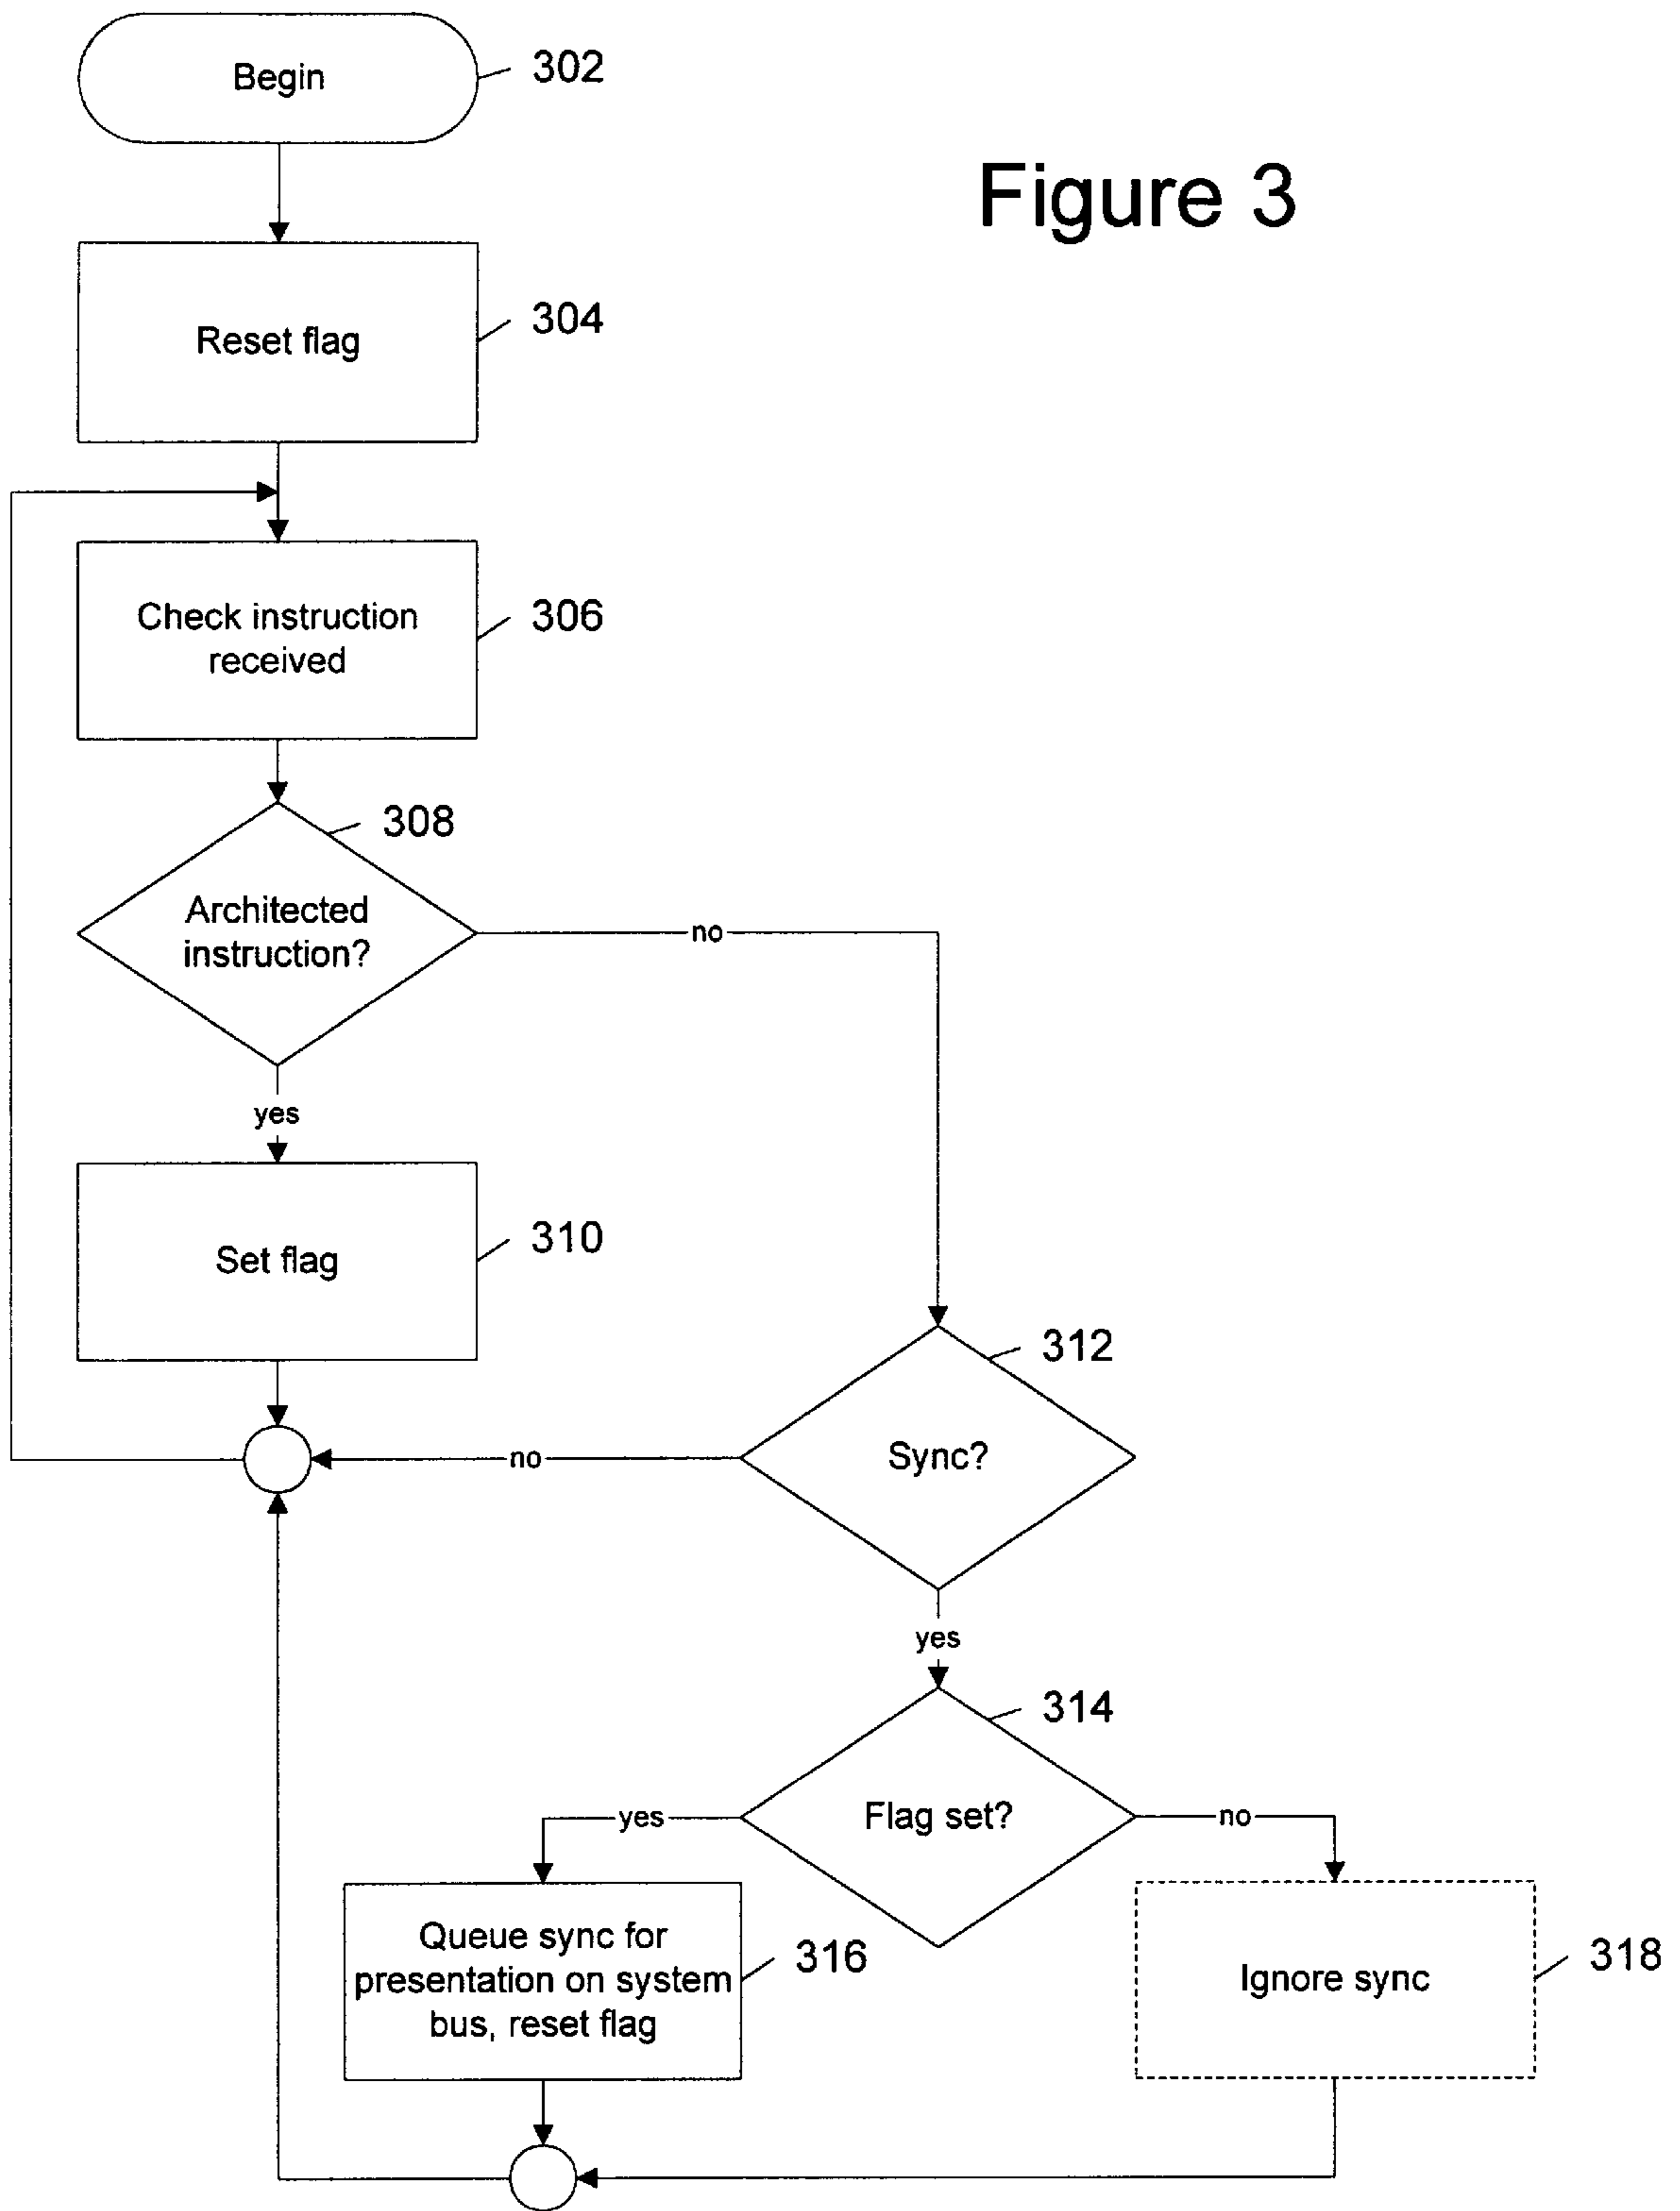 Begin
302
Figure 3
Reset flag
304
Check instruction
received
306
308
Architected
instruction?
no
yes
Set flag
310
312
Sync?
no
yes
314
Flag set?
yes
no
Queue sync for
presentation on system
bus, reset flag
316
Ignore sync
318